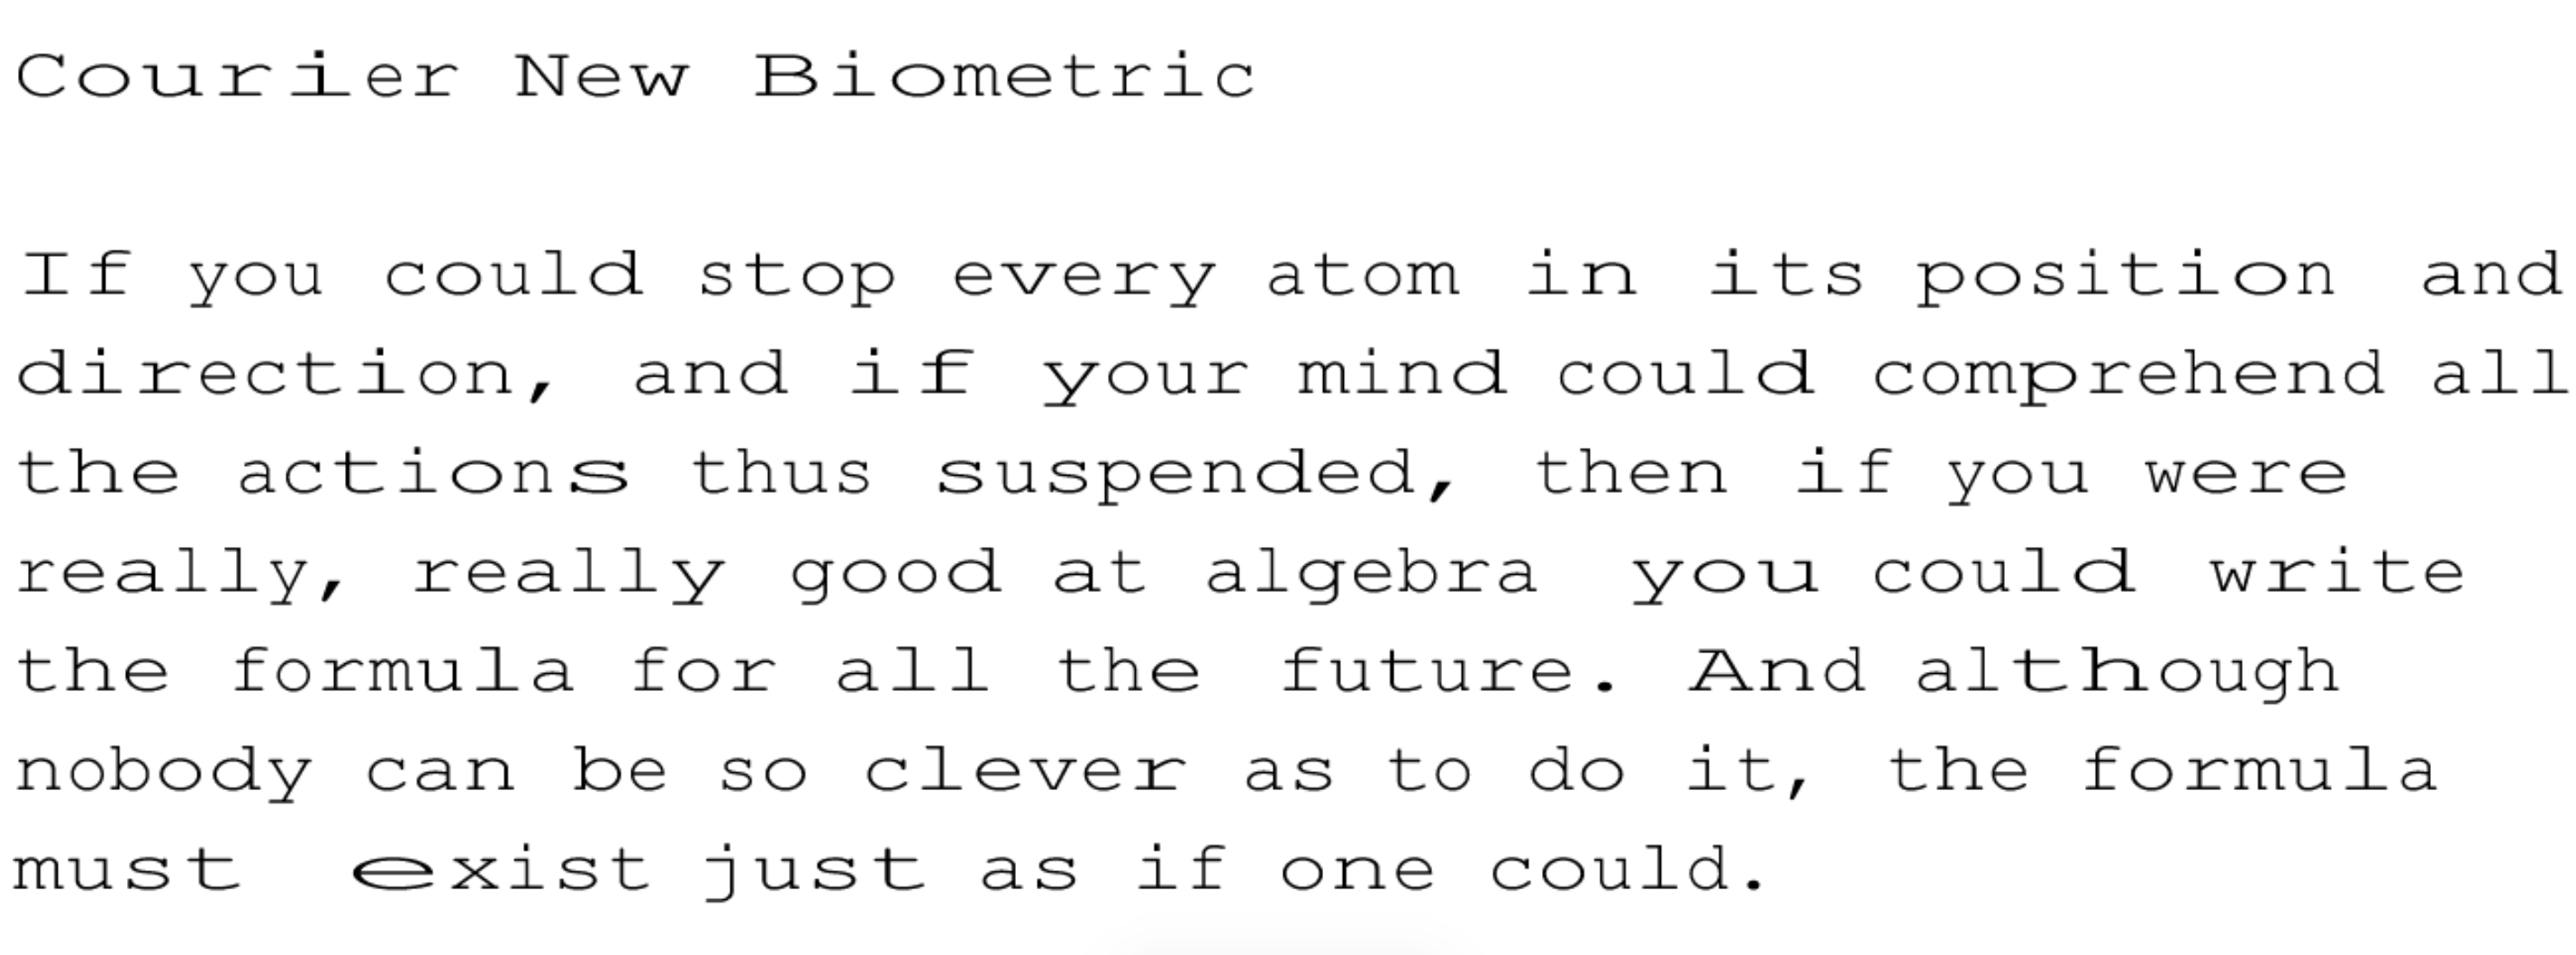 Courier New Biometric
If you could stop every atom in its position and
direction, and if your mind could comprehend all
the actions thus suspended, then if you were
really, really good at algebra you could write
the formula for all the future. And although
nobody can be so clever as to do it, the formula
must exist just as if one could.